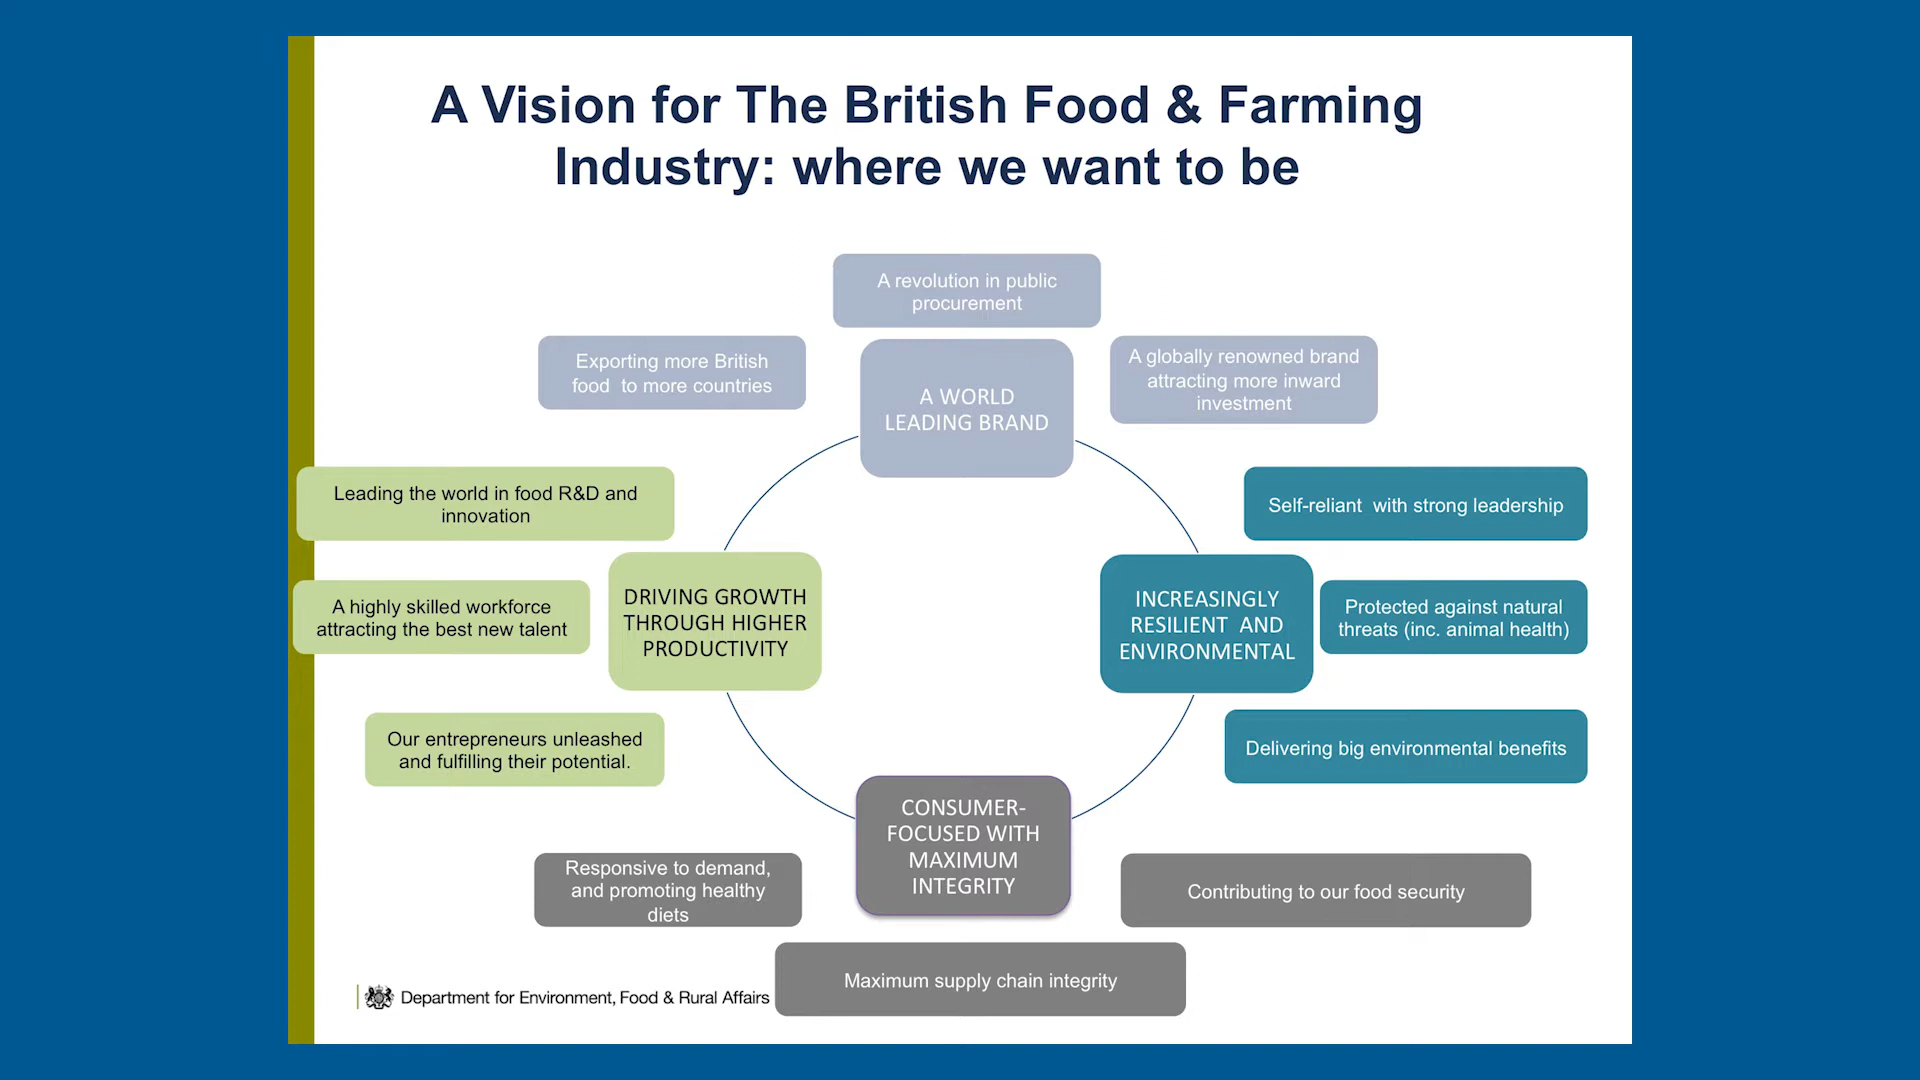 A Vision for The British Food & Farming
Industry: where we want to be
A revolution in public
procurement
Exporting more British
food  to more countries
A WORLD
LEADING BRAND
A globally renowned brand
attracting more inward
investment
Leading the world in food R&D and
innovation
Self-reliant  with strong leadership
A highly skilled workforce
attracting the best new talent
DRIVING GROWTH
THROUGH HIGHER
PRODUCTIVITY
INCREASINGLY
RESILIENT  AND
ENVIRONMENTAL
Protected against natural
threats (inc. animal health)
Our entrepreneurs unleashed
and fulfilling their potential.
Delivering big environmental benefits
CONSUMER-
FOCUSED WITH
MAXIMUM
INTEGRITY
Responsive to demand,
and promoting healthy
diets
Contributing to our food security
Maximum supply chain integrity
Department for Environment, Food & Rural Affairs